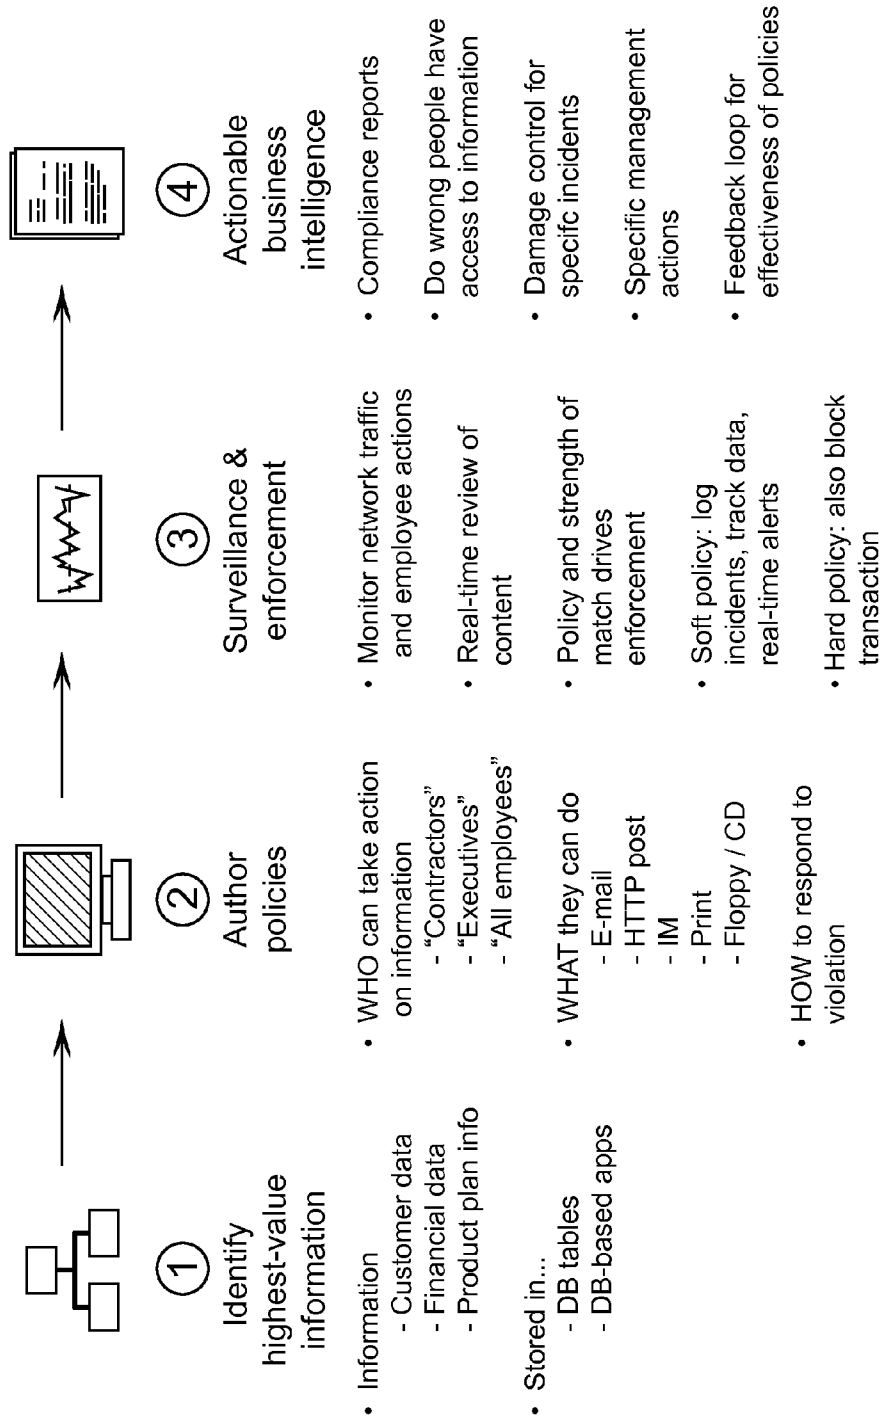 1
Identify
highest-value
information
• Information
- Customer data
- Financial data
- Product plan info
• Stored in...
- DB tables
- DB-based apps
2
Author
policies
• WHO can take action
on information
- “Contractors”
- “Executives”
- “All employees”
• WHAT they can do
- E-mail
- HTTP post
- IM
- Print
- Floppy / CD
• HOW to respond to
violation
3
Surveillance &
enforcement
• Monitor network traffic
and employee actions
• Real-time review of
content
• Policy and strength of
match drives
enforcement
• Soft policy: log
incidents, track data,
real-time alerts
• Hard policy: also block
transaction
4
Actionable
business
intelligence
• Compliance reports
• Do wrong people have
access to information
• Damage control for
specifc incidents
• Specific management
actions
• Feedback loop for
effectiveness of policies